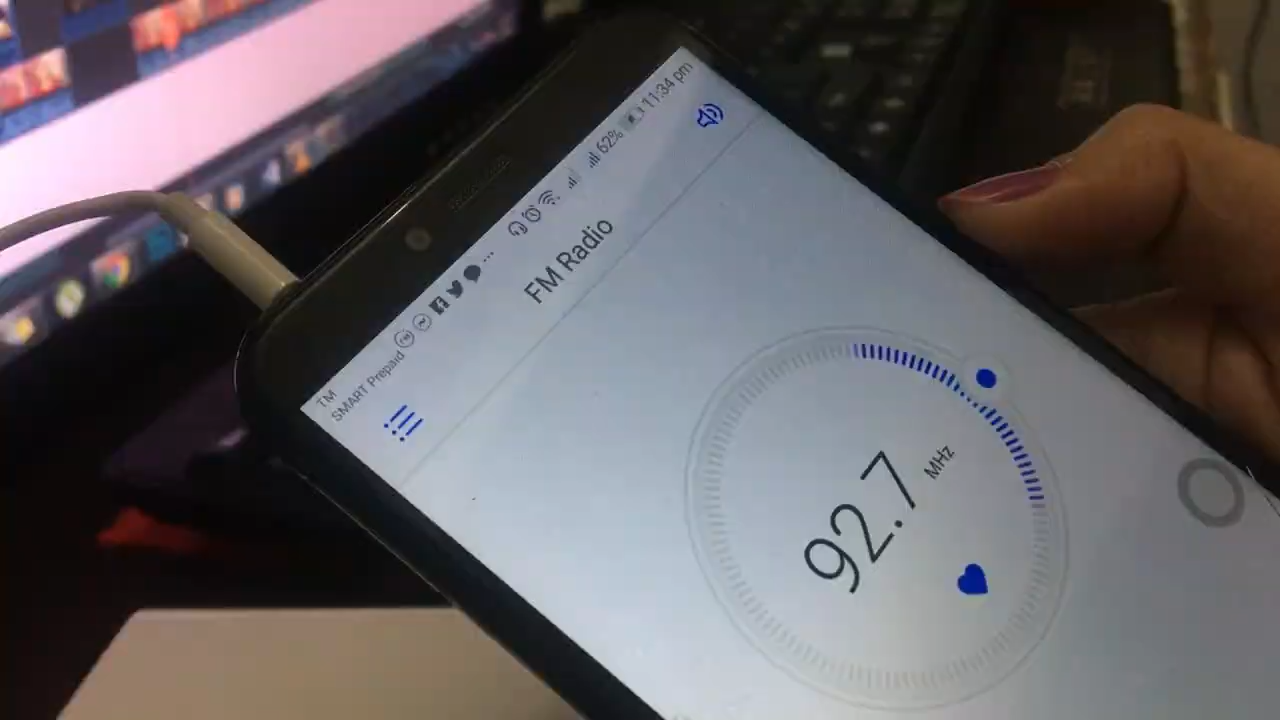 TM
SMART Prepaid
62% 11:34 pm
FM Radio
92.7 MHz